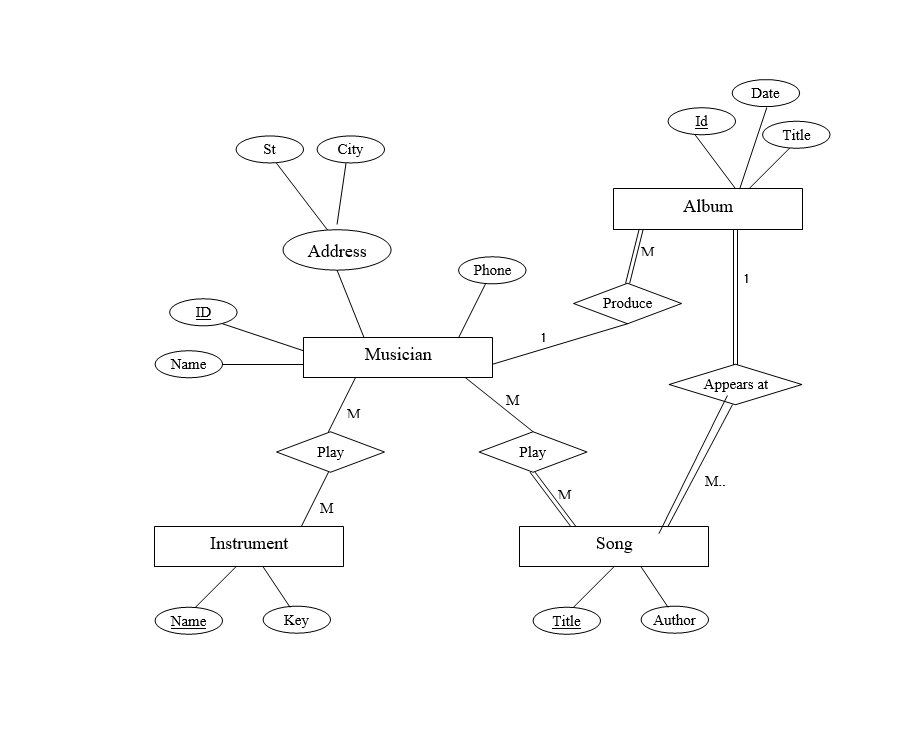 Date
Id
Title
St
City
Album
Address
M
Phone
1
Produce
ID
1
Musician
Name
Appears at
M
M
Play
Play
M..
M
M
Instrument
Song
Name
Key
Title
Author